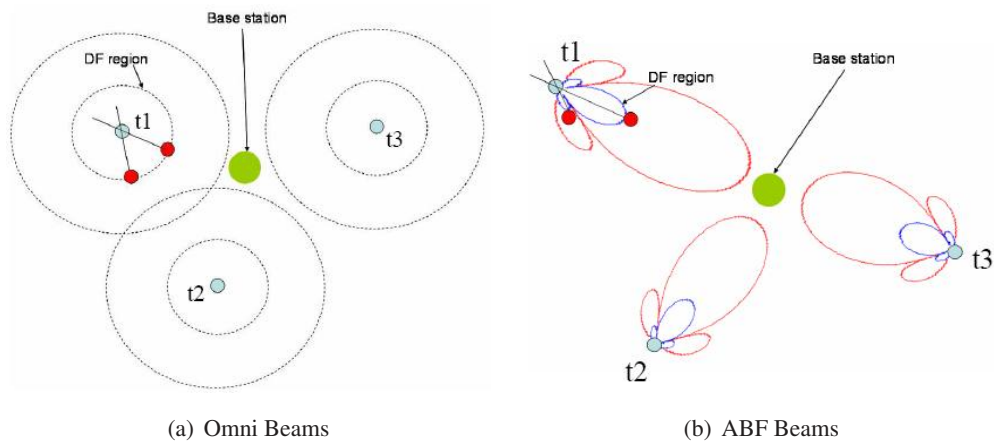 Base station
DF region
t1
t3
t2
(a) Omni Beams
t1
DF region
Base station
t3
t2
(b) ABF Beams